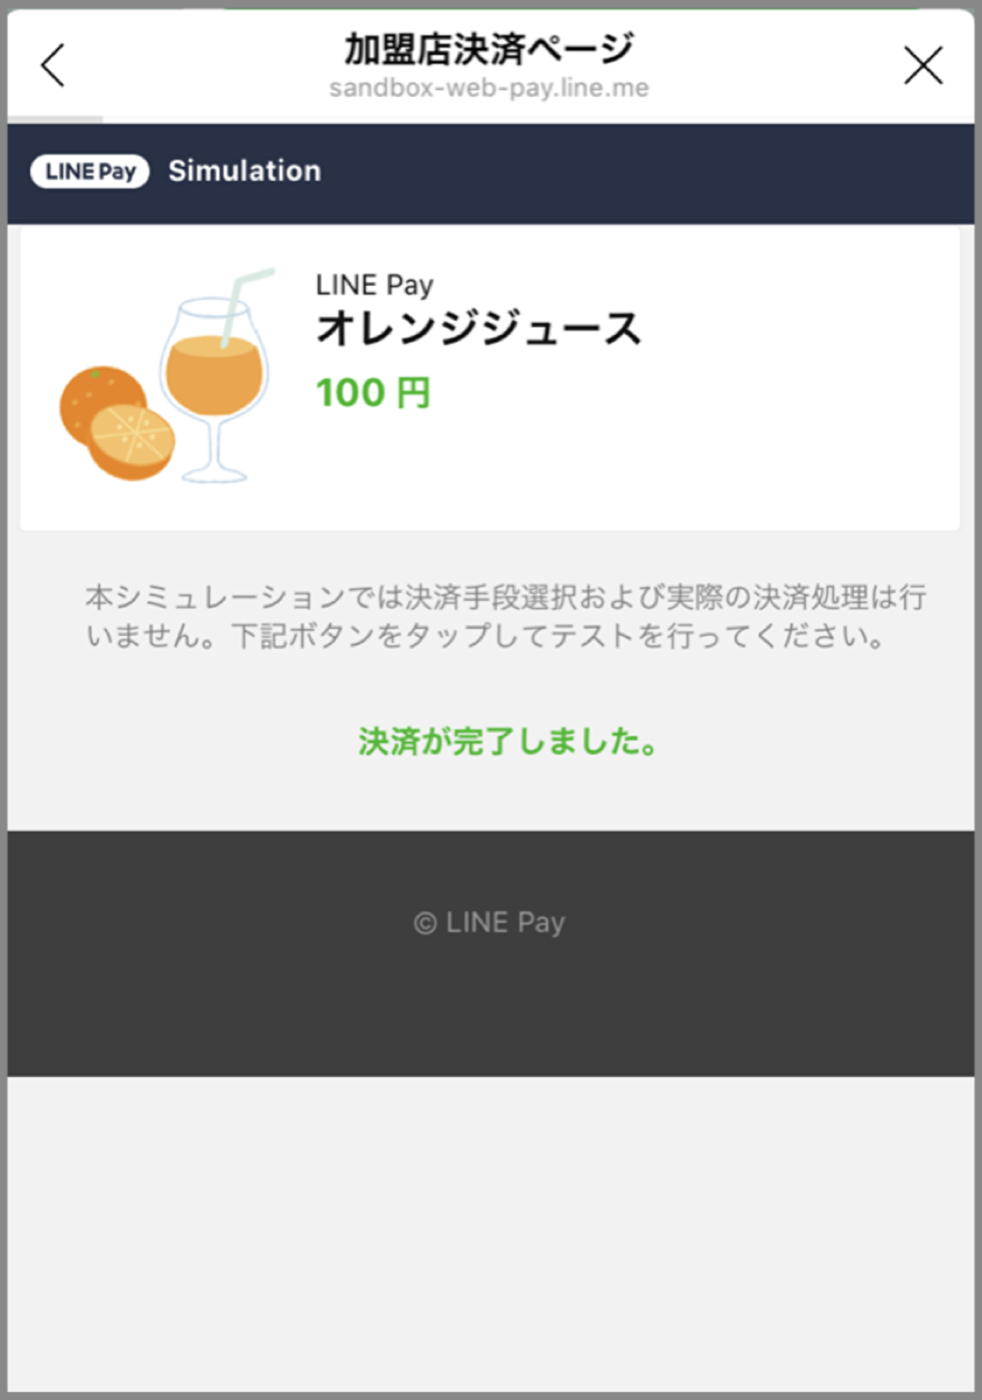 加盟店決済ページ
sandbox-web-pay.line.me
LINE Pay Simulation
LINE Pay
オレンジジュース
100 円
本シミュレーションでは決済手段選択および実際の決済処理は行
いません。下記ボタンをタップしてテストを行ってください。
決済が完了しました。
© LINE Pay